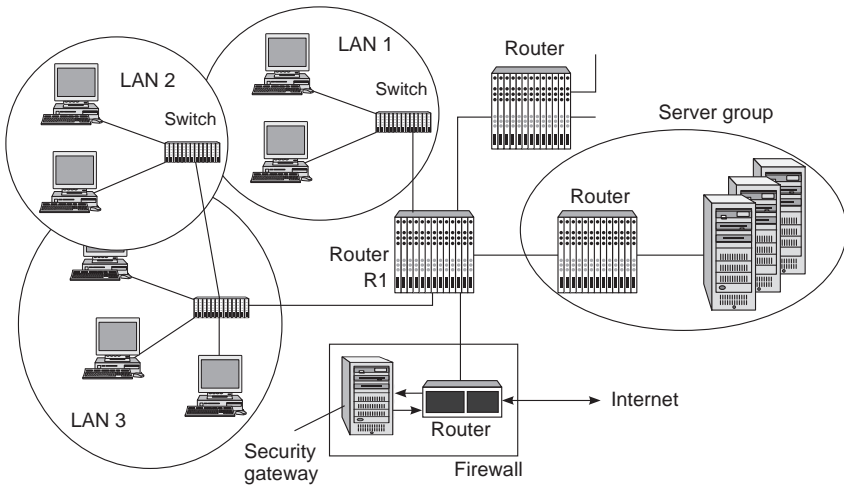 LAN 1
Router
LAN 2
Switch
Switch
Server group
Router
Router
R1
LAN 3
Internet
Router
Security
gateway
Firewall